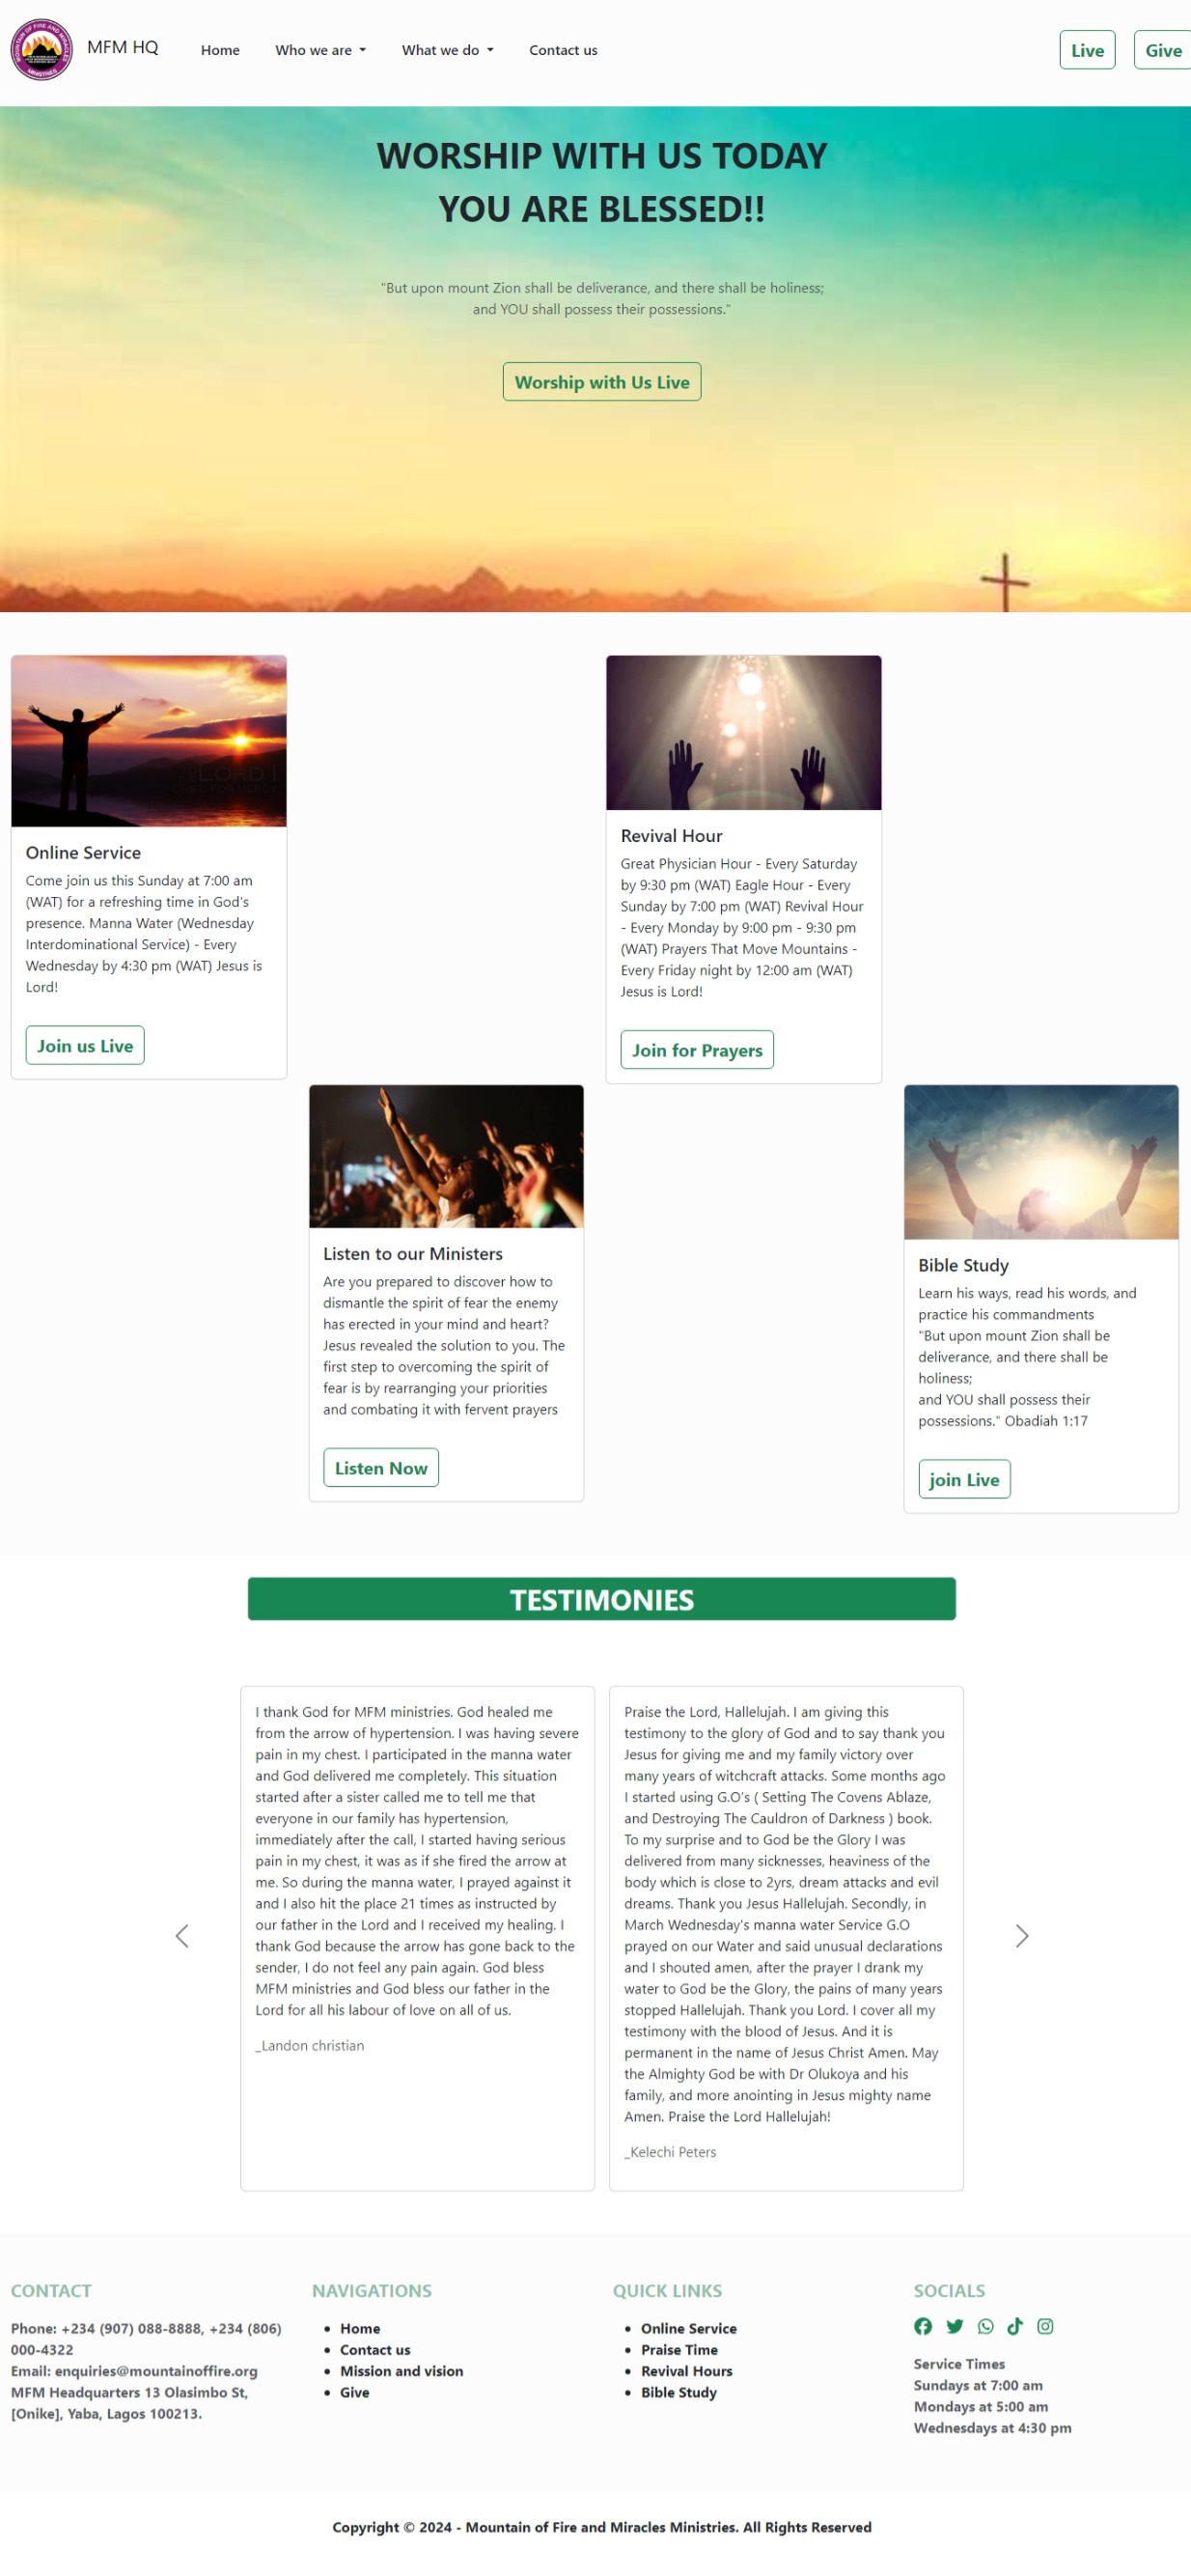 MOUNTAIN OF FIRE AND MIRACLES
MINISTRIES
MFM HQ
Home
Who we are
What we do
Contact us
Live
Give
WORSHIP WITH US TODAY
YOU ARE BLESSED!!
"But upon mount Zion shall be deliverance, and there shall be holiness;
and YOU shall possess their possessions."
Worship with Us Live
LORD I
CRIED FOR MERCY
Online Service
Come join us this Sunday at 7:00 am
(WAT) for a refreshing time in God's
presence. Manna Water (Wednesday
Interdominational Service) - Every
Wednesday by 4:30 pm (WAT) Jesus is
Lord!
Join us Live
Revival Hour
Great Physician Hour - Every Saturday
by 9:30 pm (WAT) Eagle Hour - Every
Sunday by 7:00 pm (WAT) Revival Hour
- Every Monday by 9:00 pm - 9:30 pm
(WAT) Prayers That Move Mountains -
Every Friday night by 12:00 am (WAT)
Jesus is Lord!
Join for Prayers
Listen to our Ministers
Are you prepared to discover how to
dismantle the spirit of fear the enemy
has erected in your mind and heart?
Jesus revealed the solution to you. The
first step to overcoming the spirit of
fear is by rearranging your priorities
and combating it with fervent prayers
Listen Now
Bible Study
Learn his ways, read his words, and
practice his commandments
"But upon mount Zion shall be
deliverance, and there shall be
holiness;
and YOU shall possess their
possessions." Obadiah 1:17
join Live
TESTIMONIES
I thank God for MFM ministries. God healed me
from the arrow of hypertension. I was having severe
pain in my chest. I participated in the manna water
and God delivered me completely. This situation
started after a sister called me to tell me that
everyone in our family has hypertension,
immediately after the call, I started having serious
pain in my chest, it was as if she fired the arrow at
me. So during the manna water, I prayed against it
and I also hit the place 21 times as instructed by
our father in the Lord and I received my healing. I
thank God because the arrow has gone back to the
sender, I do not feel any pain again. God bless
MFM ministries and God bless our father in the
Lord for all his labour of love on all of us.
_Landon christian
Praise the Lord, Hallelujah. I am giving this
testimony to the glory of God and to say thank you
Jesus for giving me and my family victory over
many years of witchcraft attacks. Some months ago
I started using G.O's ( Setting The Covens Ablaze,
and Destroying The Cauldron of Darkness ) book.
To my surprise and to God be the Glory I was
delivered from many sicknesses, heaviness of the
body which is close to 2yrs, dream attacks and evil
dreams. Thank you Jesus Hallelujah. Secondly, in
March Wednesday's manna water Service G.O
prayed on our Water and said unusual declarations
and I shouted amen, after the prayer I drank my
water to God be the Glory, the pains of many years
stopped Hallelujah. Thank you Lord. I cover all my
testimony with the blood of Jesus. And it is
permanent in the name of Jesus Christ Amen. May
the Almighty God be with Dr Olukoya and his
family, and more anointing in Jesus mighty name
Amen. Praise the Lord Hallelujah!
_Kelechi Peters
CONTACT
Phone: +234 (907) 088-8888, +234 (806)
000-4322
Email: enquiries@mountainoffire.org
MFM Headquarters 13 Olasimbo St,
[Onike], Yaba, Lagos 100213.
NAVIGATIONS
Home
Contact us
Mission and vision
Give
QUICK LINKS
Online Service
Praise Time
Revival Hours
Bible Study
SOCIALS
Service Times
Sundays at 7:00 am
Mondays at 5:00 am
Wednesdays at 4:30 pm
Copyright © 2024 - Mountain of Fire and Miracles Ministries. All Rights Reserved